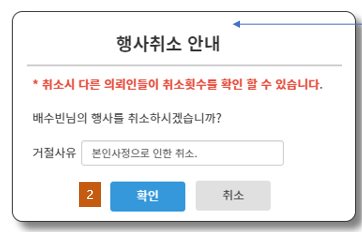 행사취소 안내
* 취소시 다른 의뢰인들이 취소횟수를 확인 할 수 있습니다.
배수빈님의 행사를 취소하시겠습니까?
거절사유 본인사정으로 인한 취소.
2 확인 취소